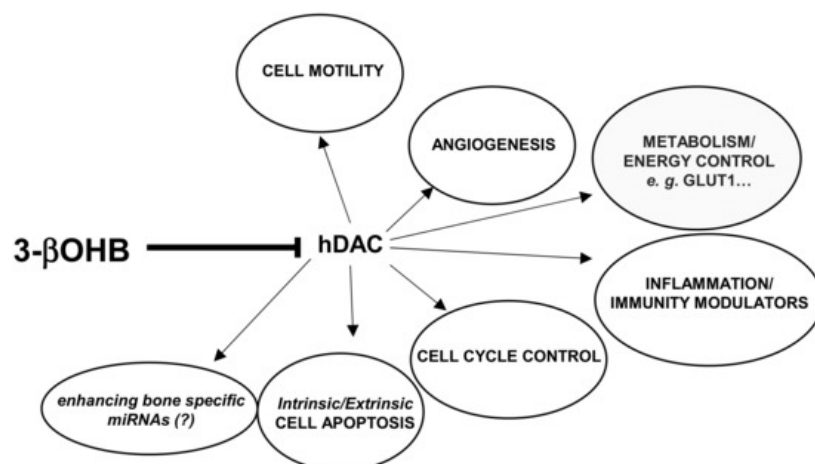 CELL MOTILITY
ANGIOGENESIS
METABOLISM/
ENERGY CONTROL
e. g. GLUT1...
3-βOHB
hDAC
INFLAMMATION/
IMMUNITY MODULATORS
CELL CYCLE CONTROL
enhancing bone specific
miRNAs (?)
Intrinsic/Extrinsic
CELL APOPTOSIS